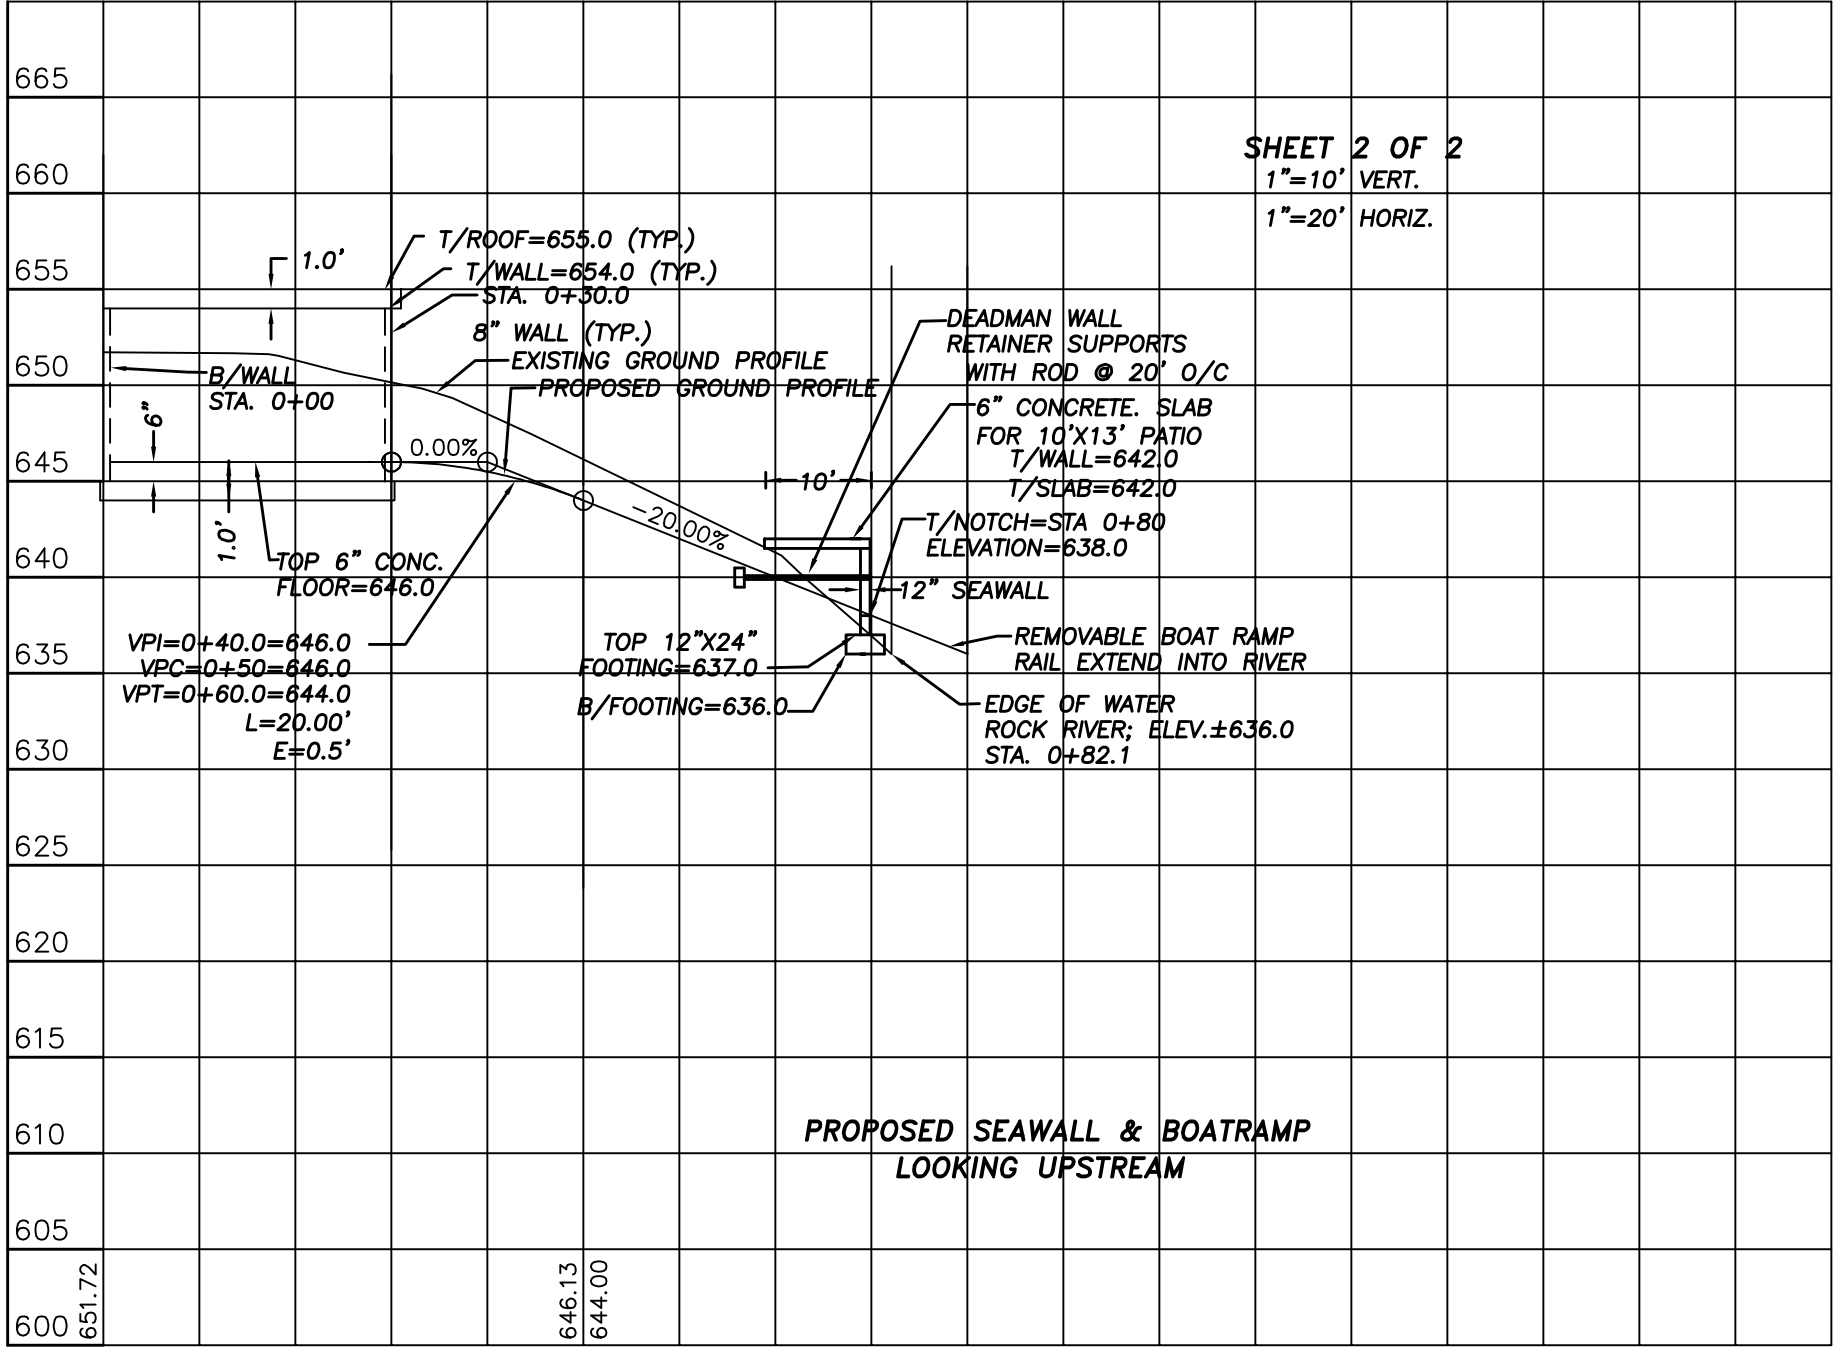 665
660
655
650
645
640
635
630
625
620
615
610
605
600
SHEET 2 OF 2
1"=10' VERT.
1"=20' HORIZ.
1.0'
T/ROOF=655.0 (TYP.)
T/WALL=654.0 (TYP.)
STA. 0+30.0
8" WALL (TYP.)
EXISTING GROUND PROFILE
PROPOSED GROUND PROFILE
B/WALL
STA. 0+00
6"
0.00%
1.0'
TOP 6" CONC.
FLOOR=646.0
-20.00%
DEADMAN WALL
RETAINER SUPPORTS
WITH ROD @ 20' O/C
6" CONCRETE. SLAB
FOR 10'X13' PATIO
T/WALL=642.0
T/SLAB=642.0
10'
T/NOTCH=STA 0+80
ELEVATION=638.0
12" SEAWALL
VPI=0+40.0=646.0
VPC=0+50=646.0
VPT=0+60.0=644.0
L=20.00'
E=0.5'
TOP 12"X24"
FOOTING=637.0
B/FOOTING=636.0
REMOVABLE BOAT RAMP
RAIL EXTEND INTO RIVER
EDGE OF WATER
ROCK RIVER; ELEV.±636.0
STA. 0+82.1
PROPOSED SEAWALL & BOATRAMP
LOOKING UPSTREAM
651.72
646.13
644.00